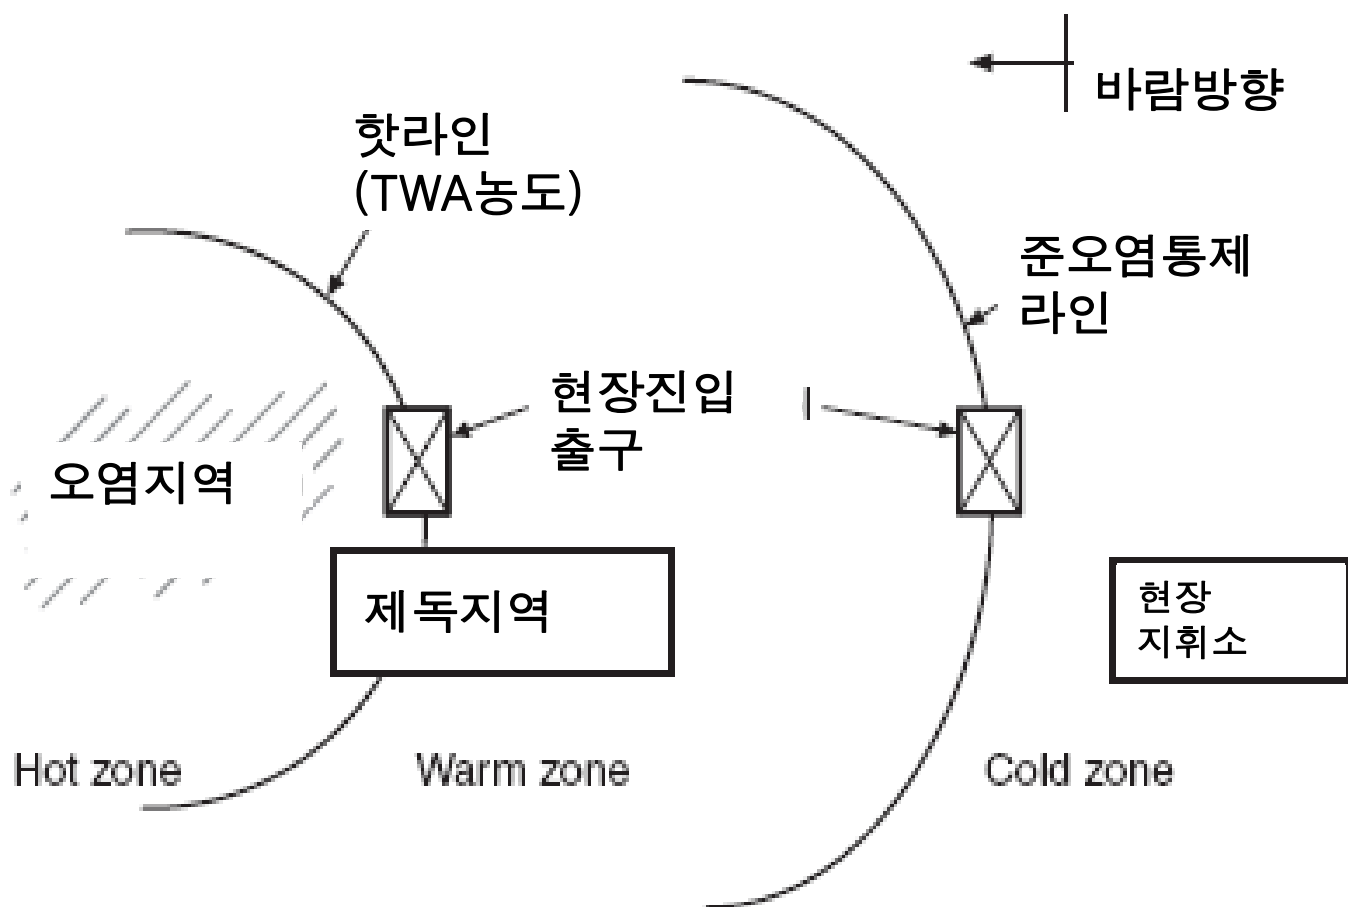 바람방향
핫라인
(TWA농도)
준오염통제
라인
현장진입
출구
오염지역
제독지역
현장
지휘소
Hot zone
Warm zone
Cold zone